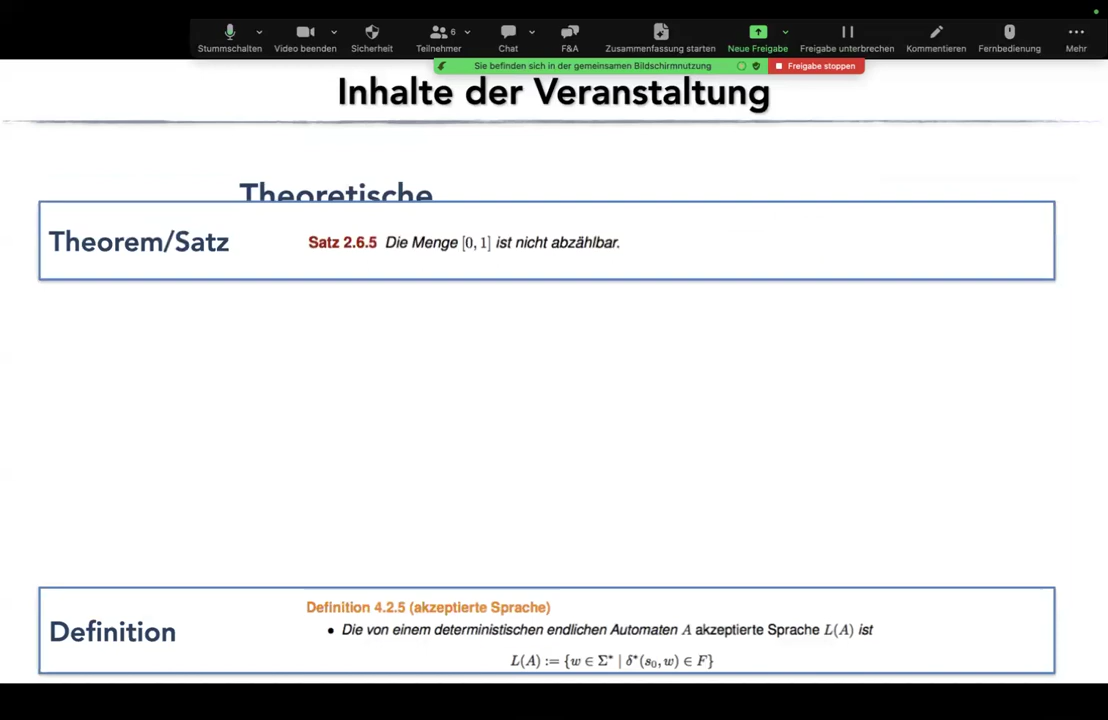 Stummschalten
Video beenden
Sicherheit
6
Teilnehmer
Chat
F&A
Zusammenfassung starten
Neue Freigabe
Freigabe unterbrechen
Kommentieren
Fernbedienung
Mehr
Sie befinden sich in der gemeinsamen Bildschirmnutzung
Freigabe stoppen
Inhalte der Veranstaltung
Theoretische
Theorem/Satz
Satz 2.6.5 Die Menge [0, 1] ist nicht abzählbar.
Definition
Definition 4.2.5 (akzeptierte Sprache)
• Die von einem deterministischen endlichen Automaten A akzeptierte Sprache L(A) ist
L(A) := {w ∈ Σ* | δ*(s₀, w) ∈ F}